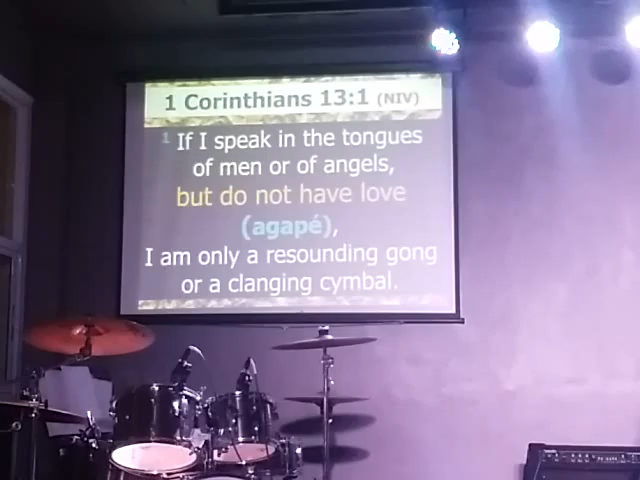 1 Corinthians 13:1 (NIV)
1 If I speak in the tongues
of men or of angels,
but do not have love
(agapé),
I am only a resounding gong
or a clanging cymbal.